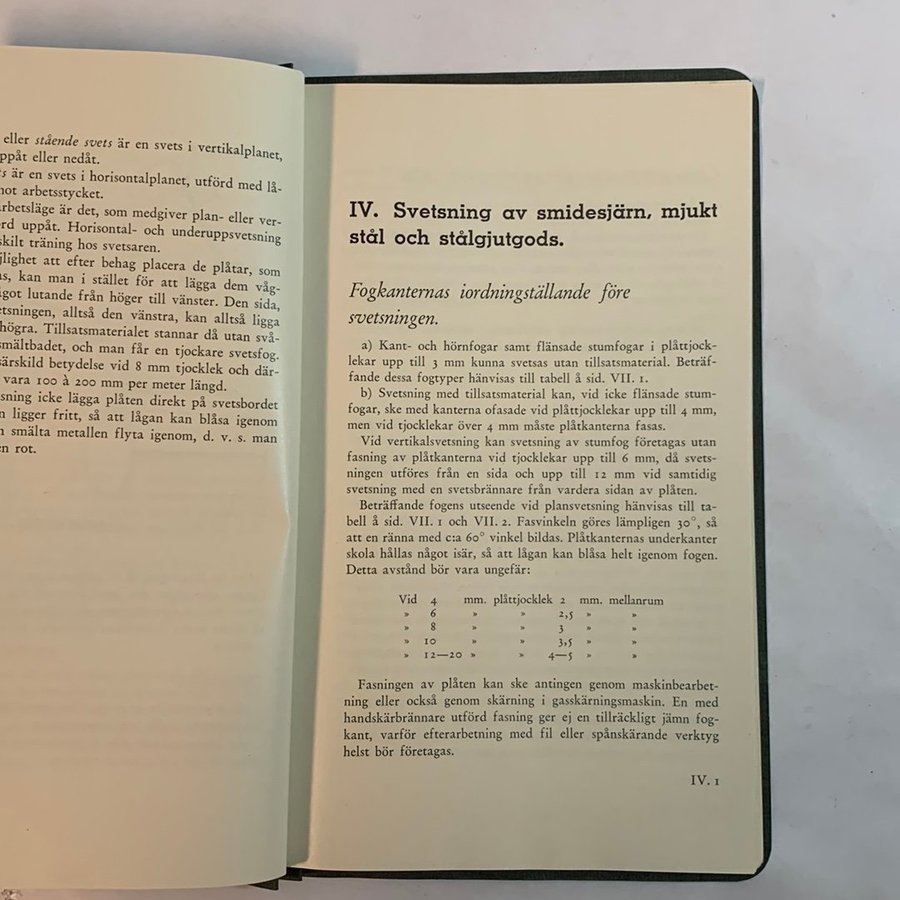 eller stående svets är en svets i vertikalplanet,
ppåt eller nedåt.
är en svets i horisontalplanet, utförd med lå-
mot arbetsstycket.
rbetsläge är det, som medgiver plan- eller ver-
rd uppåt. Horisontal- och underuppsvetsning
skilt träning hos svetsaren.
jlighet att efter behag placera de plåtar, som
as, kan man i stället för att lägga dem våg-
ågot lutande från höger till vänster. Den sida,
etsningen, alltså den vänstra, kan alltså ligga
högra. Tillsatsmaterialet stannar då utan svå-
smältbadet, och man får en tjockare svetsfog.
särskild betydelse vid 8 mm tjocklek och där-
vara 100 à 200 mm per meter längd.
sning icke lägga plåten direkt på svetsbordet
n ligger fritt, så att lågan kan blåsa igenom
n smälta metallen flyta igenom, d. v. s. man
en rot.
IV. Svetsning av smidesjärn, mjukt
stål och stålgjutgods.
Fogkanternas iordningställande före
svetsningen.
a) Kant- och hörnfogar samt flänsade stumfogar i plåttjock-
lekar upp till 3 mm kunna svetsas utan tillsatsmaterial. Beträf-
fande dessa fogtyper hänvisas till tabell å sid. VII. 1.
b) Svetsning med tillsatsmaterial kan, vid icke flänsade stum-
fogar, ske med kanterna ofasade vid plåttjocklekar upp till 4 mm,
men vid tjocklekar över 4 mm måste plåtkanterna fasas.
Vid vertikalsvetsning kan svetsning av stumfog företagas utan
fasning av plåtkanterna vid tjocklekar upp till 6 mm, då svets-
ningen utföres från en sida och upp till 12 mm vid samtidig
svetsning med en svetsbrännare från vardera sidan av plåten.
Beträffande fogens utseende vid plansvetsning hänvisas till ta-
bell å sid. VII. 1 och VII. 2. Fasvinkeln göres lämpligen 30°, så
att en ränna med c:a 60° vinkel bildas. Plåtkanternas underkanter
skola hållas något isär, så att lågan kan blåsa helt igenom fogen.
Detta avstånd bör vara ungefär:
Vid 4 mm. plåttjocklek 2 mm. mellanrum
» 6 » » 2,5 » »
» 8 » » 3 » »
» 10 » » 3,5 » »
» 12—20 » » 4—5 » »
Fasningen av plåten kan ske antingen genom maskinbearbet-
ning eller också genom skärning i gasskärningsmaskin. En med
handskärbrännare utförd fasning ger ej en tillräckligt jämn fog-
kant, varför efterarbetning med fil eller spånskärande verktyg
helst bör företagas.
IV. 1